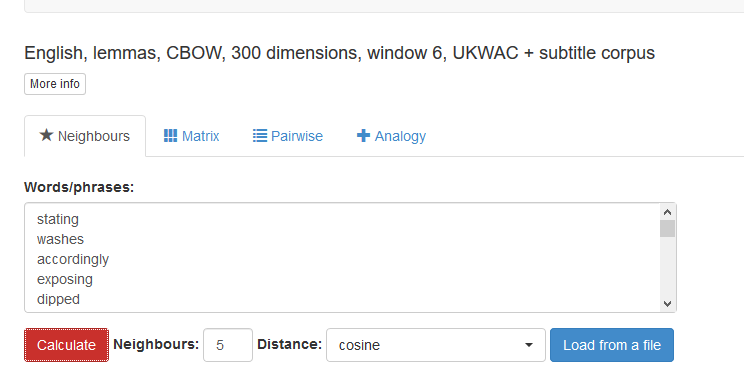 English, lemmas, CBOW, 300 dimensions, window 6, UKWAC + subtitle corpus
More info
Neighbours Matrix Pairwise Analogy
Words/phrases:
stating
washes
accordingly
exposing
dipped
Calculate Neighbours: 5 Distance: cosine Load from a file